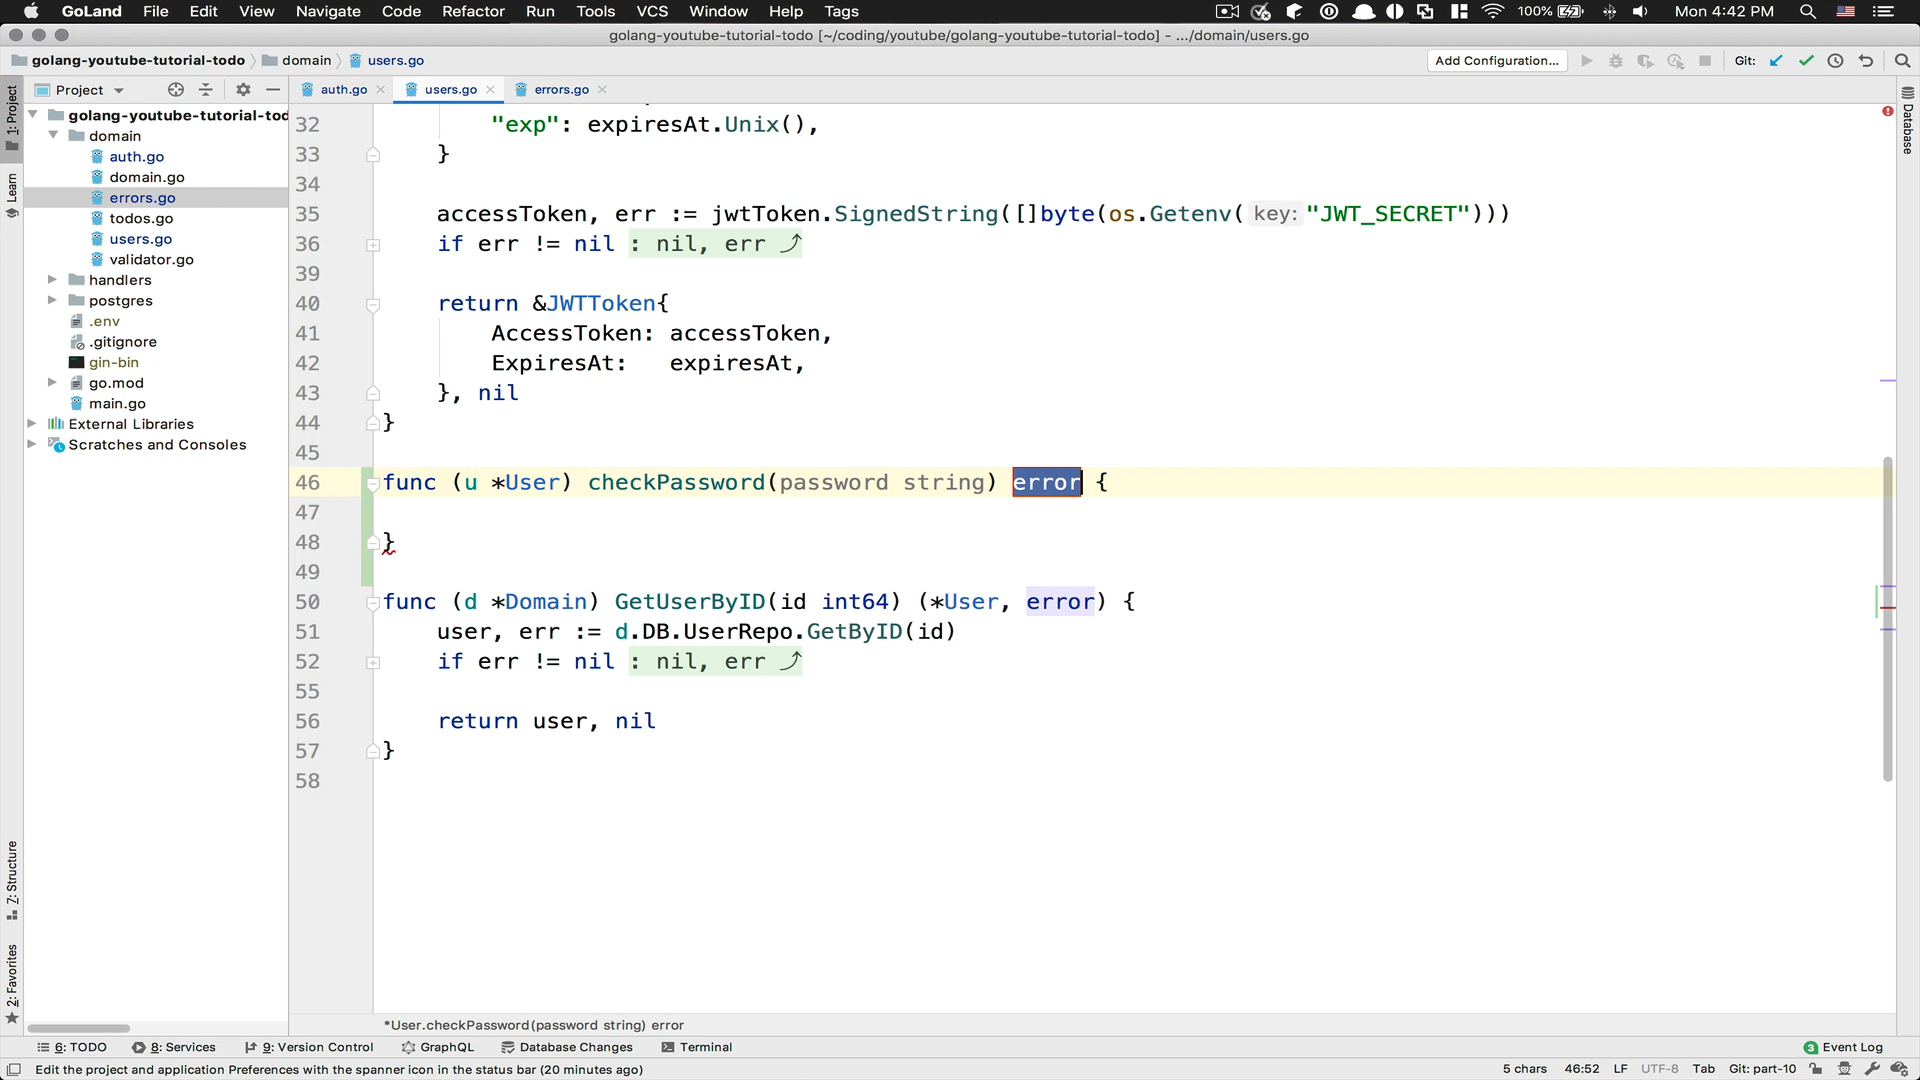 GoLand File Edit View Navigate Code Refactor Run Tools VCS Window Help Tags 100% Mon 4:42 PM
golang-youtube-tutorial-todo [~/coding/youtube/golang-youtube-tutorial-todo] - .../domain/users.go
golang-youtube-tutorial-todo domain users.go Add Configuration... Git:
Project auth.go users.go errors.go
1: Project
Learn
7: Structure
2: Favorites
Database
golang-youtube-tutorial-tod
domain
auth.go
domain.go
errors.go
todos.go
users.go
validator.go
handlers
postgres
.env
.gitignore
gin-bin
go.mod
main.go
External Libraries
Scratches and Consoles
32 "exp": expiresAt.Unix(),
33 }
34
35 accessToken, err := jwtToken.SignedString([]byte(os.Getenv( key: "JWT_SECRET")))
36 if err != nil : nil, err
39
40 return &JWTToken{
41 AccessToken: accessToken,
42 ExpiresAt: expiresAt,
43 }, nil
44 }
45
46 func (u *User) checkPassword(password string) error {
47
48 }
49
50 func (d *Domain) GetUserByID(id int64) (*User, error) {
51 user, err := d.DB.UserRepo.GetByID(id)
52 if err != nil : nil, err
55
56 return user, nil
57 }
58
*User.checkPassword(password string) error
6: TODO 8: Services 9: Version Control GraphQL Database Changes Terminal 3 Event Log
Edit the project and application Preferences with the spanner icon in the status bar (20 minutes ago) 5 chars 46:52 LF UTF-8 Tab Git: part-10